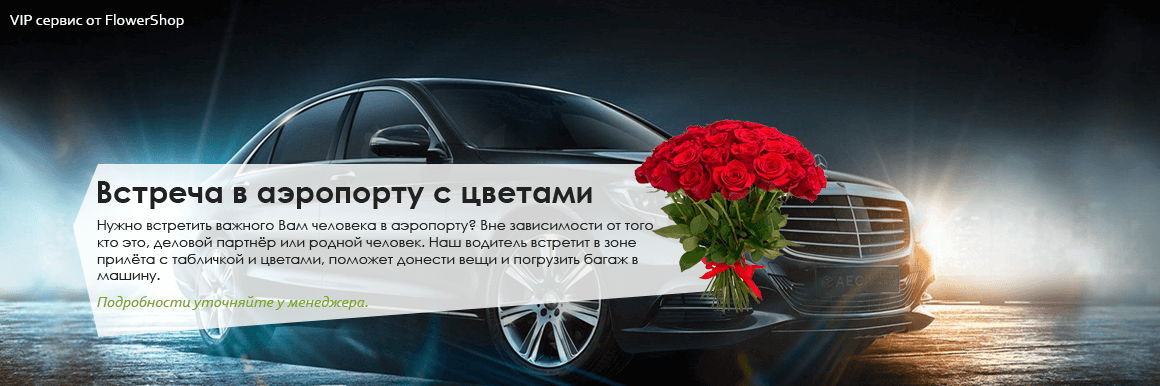 VIP сервис от FlowerShop
Встреча в аэропорту с цветами
Нужно встретить важного Вам человека в аэропорту? Вне зависимости от того
кто это, деловой партнёр или родной человек. Наш водитель встретит в зоне
прилёта с табличкой и цветами, поможет донести вещи и погрузить багаж в
машину.
Подробности уточняйте у менеджера.